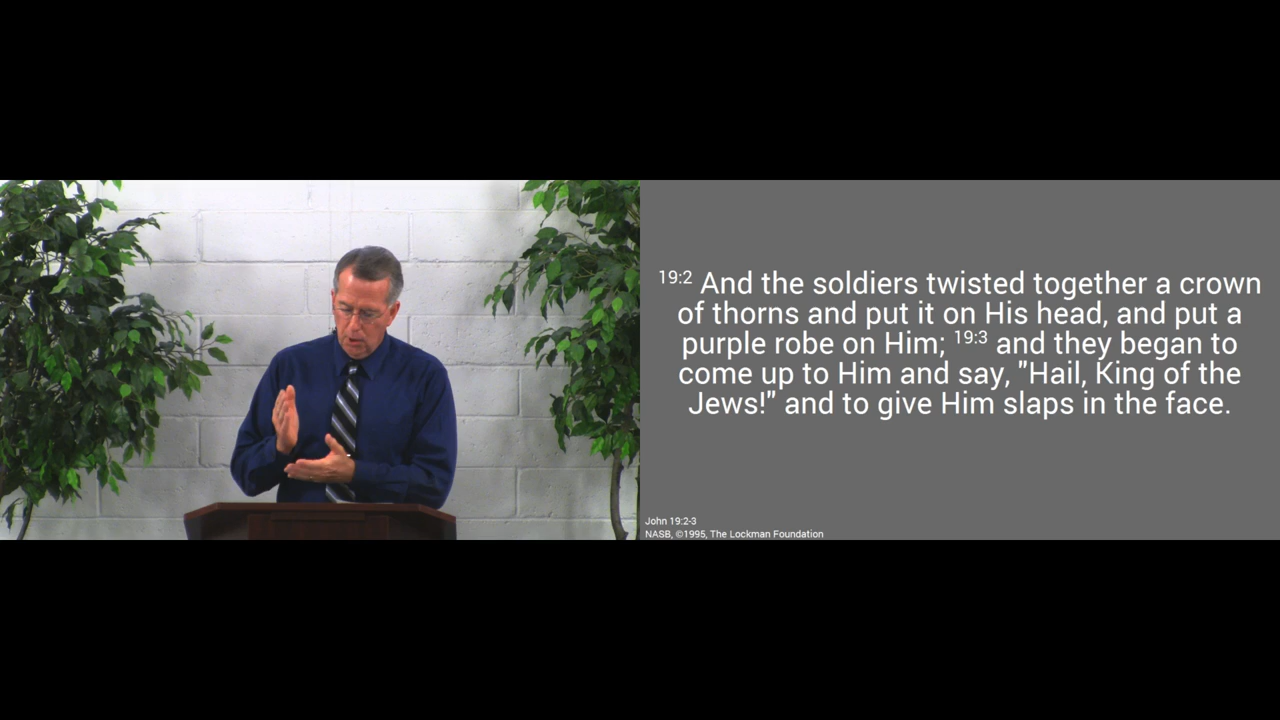 19:2 And the soldiers twisted together a crown
of thorns and put it on His head, and put a
purple robe on Him; 19:3 and they began to
come up to Him and say, "Hail, King of the
Jews!" and to give Him slaps in the face.
John 19:2-3
NASB, ©1995, The Lockman Foundation